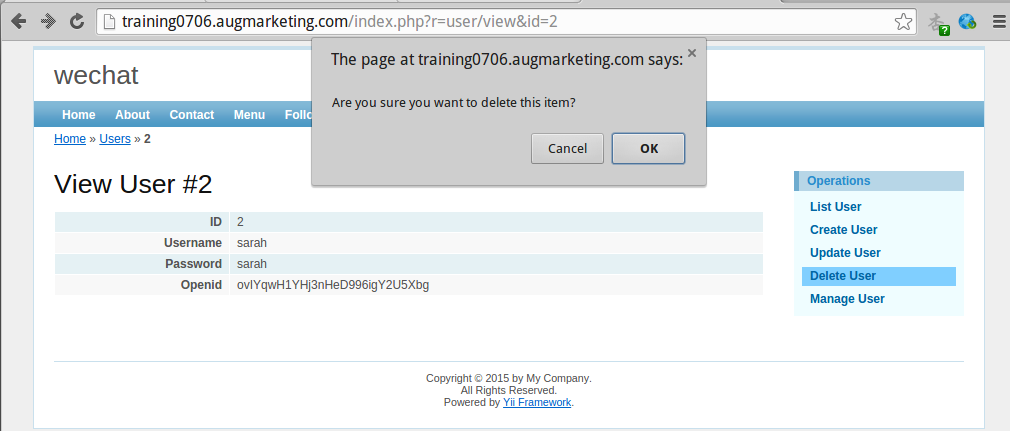 training0706.augmarketing.com/index.php?r=user/view&id=2
The page at training0706.augmarketing.com says:
Are you sure you want to delete this item?
Cancel OK
wechat
Home About Contact Menu Follo
Home » Users » 2
View User #2
ID 2
Username sarah
Password sarah
Openid ovIYqwH1YHj3nHeD996igY2U5Xbg
Operations
List User
Create User
Update User
Delete User
Manage User
Copyright © 2015 by My Company.
All Rights Reserved.
Powered by Yii Framework.